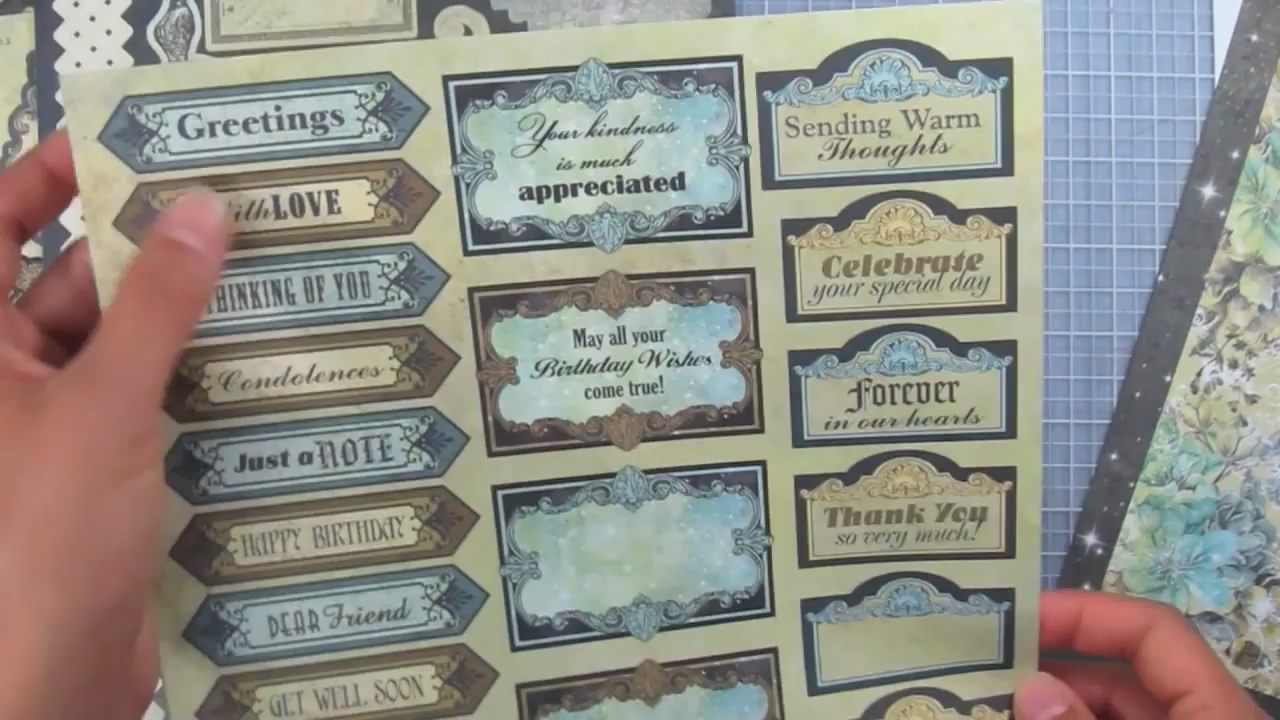 Greetings
ithLOVE
THINKING OF YOU
Condolences
Just a NOTE
HAPPY BIRTHDAY
DEAR Friend
GET WELL SOON
Your kindness
is much
appreciated
May all your
Birthday Wishes
come true!
Sending Warm
Thoughts
Celebrate
your special day
Forever
in our hearts
Thank You
so very much!